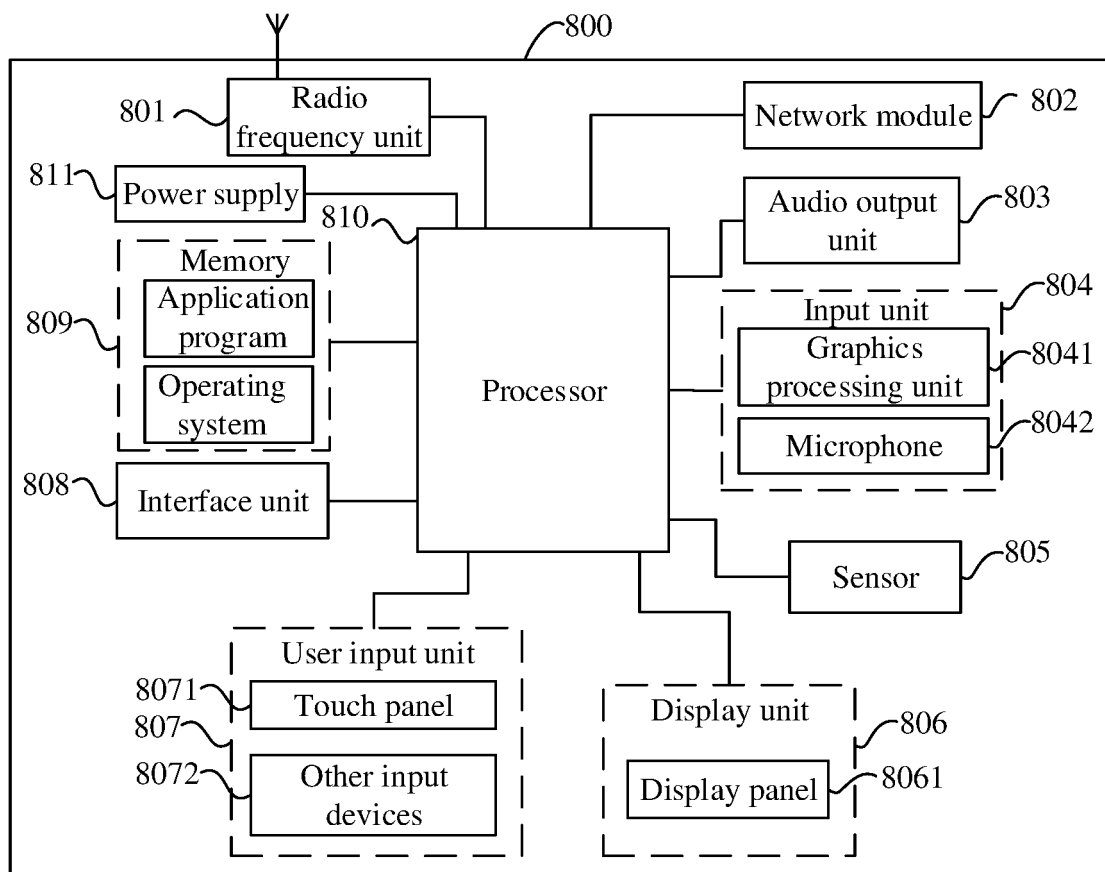 800
801
Radio
frequency unit
Network module
802
811
Power supply
810
Audio output
unit
803
Memory
Application
program
Operating
system
809
Processor
804
Input unit
Graphics
processing unit
8041
Microphone
8042
808
Interface unit
Sensor
805
User input unit
8071
Touch panel
807
8072
Other input
devices
Display unit
806
Display panel
8061